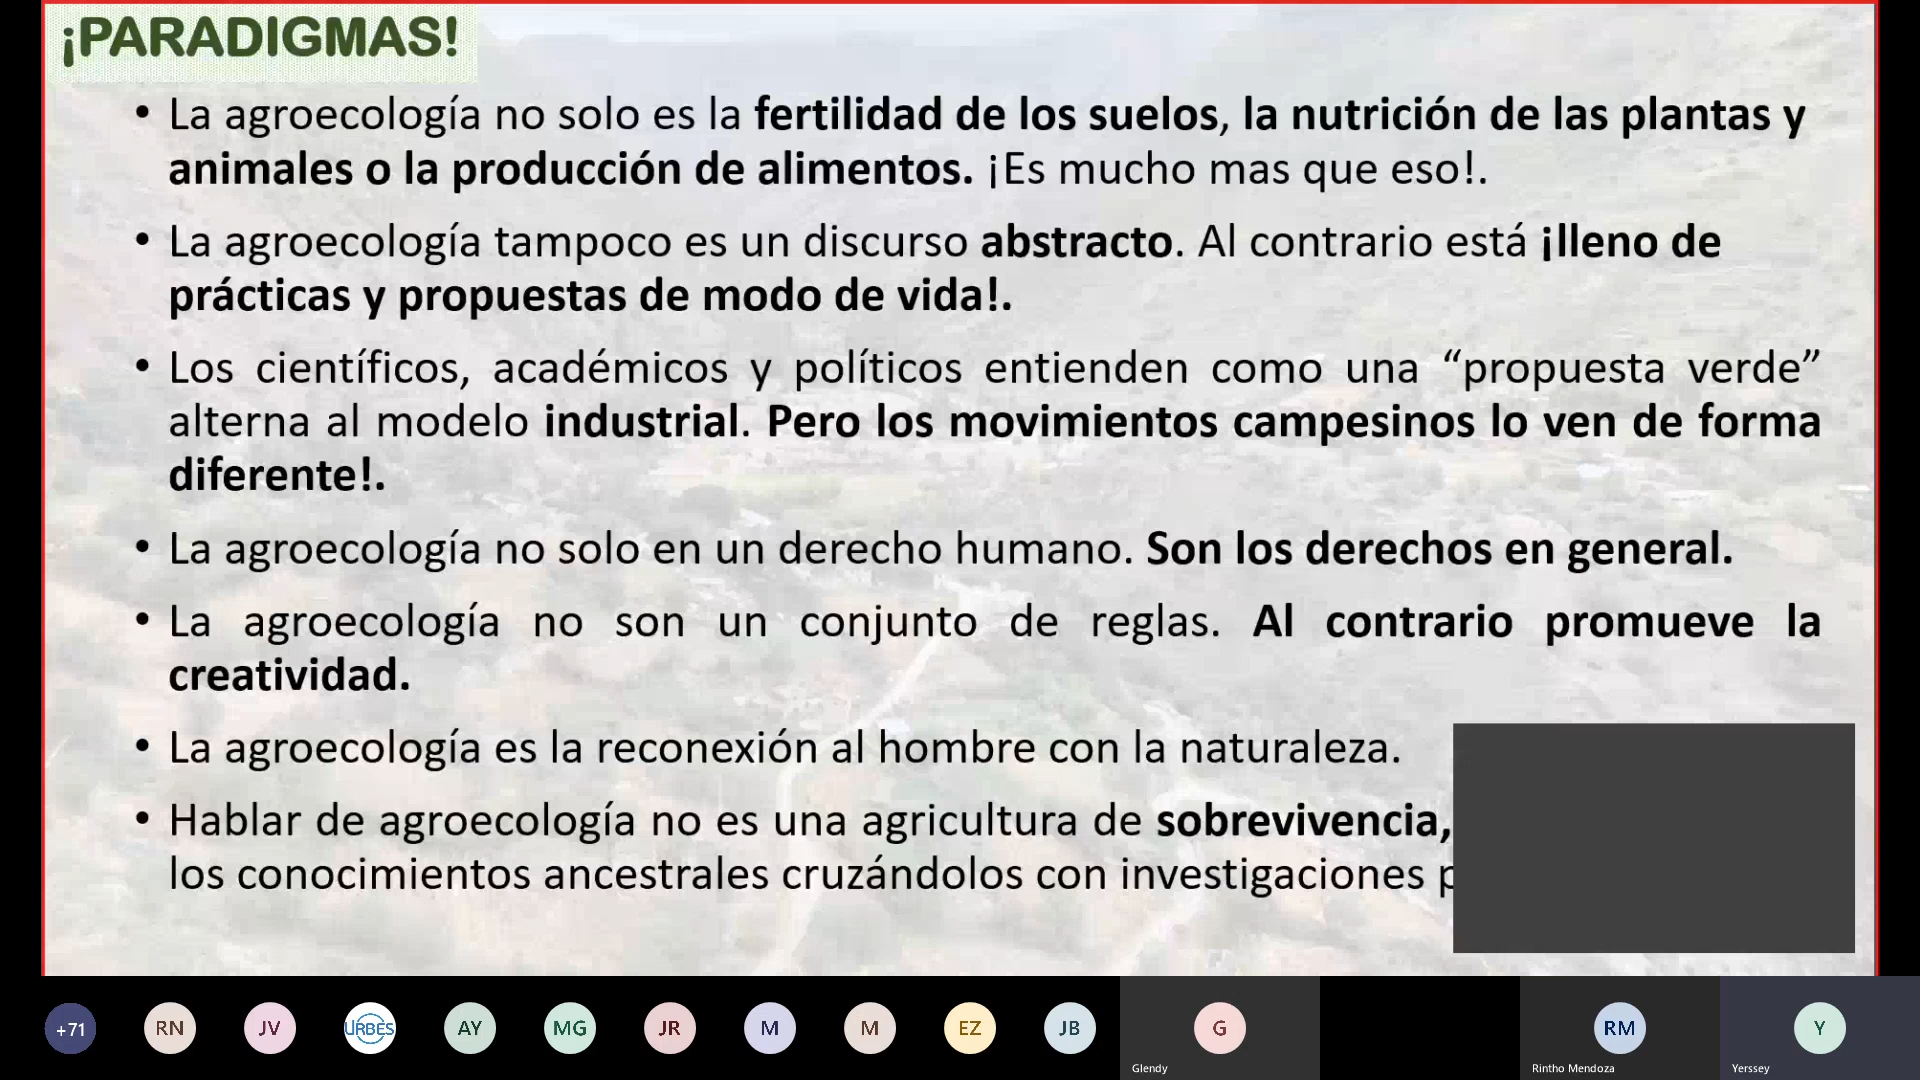 ¡PARADIGMAS!
• La agroecología no solo es la fertilidad de los suelos, la nutrición de las plantas y
animales o la producción de alimentos. ¡Es mucho mas que eso!.
• La agroecología tampoco es un discurso abstracto. Al contrario está ¡lleno de
prácticas y propuestas de modo de vida!.
• Los científicos, académicos y políticos entienden como una “propuesta verde”
alterna al modelo industrial. Pero los movimientos campesinos lo ven de forma
diferente!.
• La agroecología no solo en un derecho humano. Son los derechos en general.
• La agroecología no son un conjunto de reglas. Al contrario promueve la
creatividad.
• La agroecología es la reconexión al hombre con la naturaleza.
• Hablar de agroecología no es una agricultura de sobrevivencia,
los conocimientos ancestrales cruzándolos con investigaciones
+71 RN JV URBES AY MG JR M M EZ JB G RM Y
Glendy Rintho Mendoza Yerssey